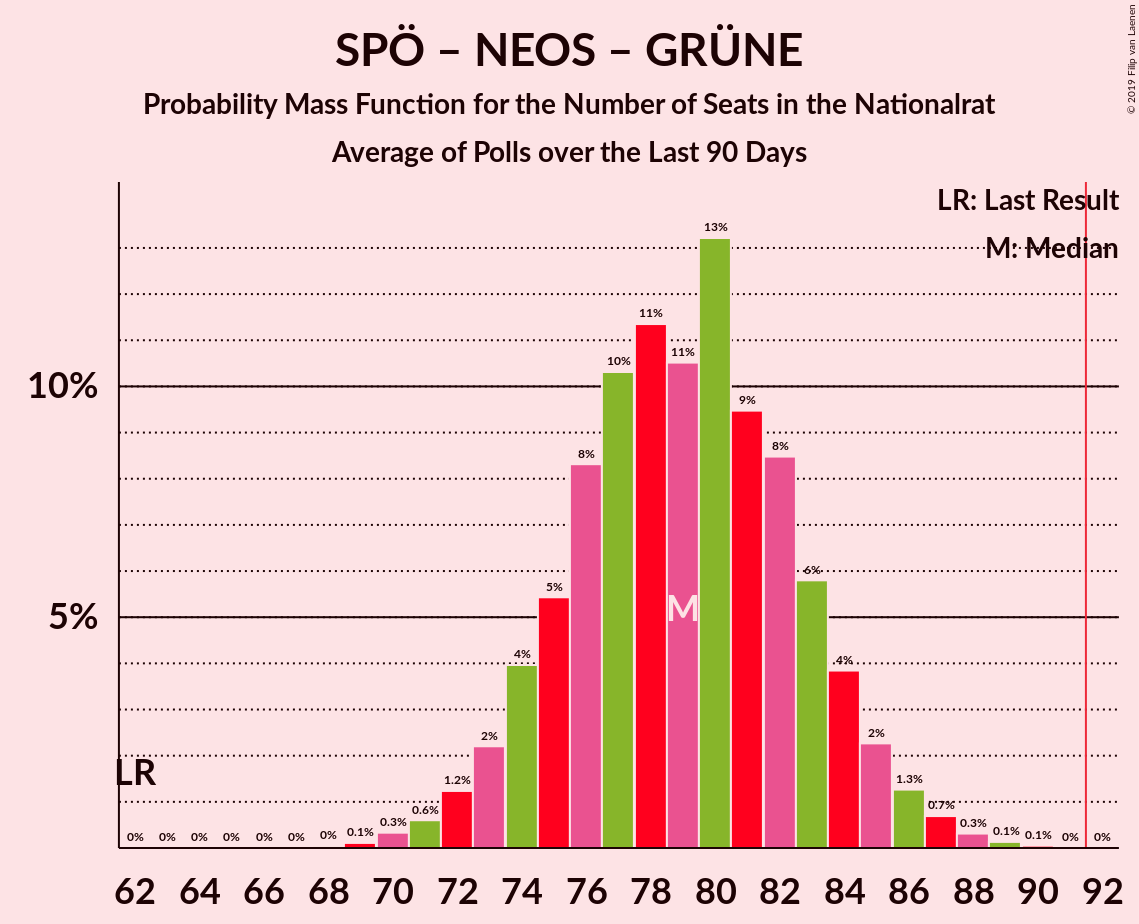 SPÖ – NEOS – GRÜNE
Probability Mass Function for the Number of Seats in the Nationalrat
Average of Polls over the Last 90 Days
© 2019 Filip van Laenen
LR: Last Result
M: Median
13%
11%
11%
10%
10%
9%
8%
8%
5%
6%
5%
M
4%
4%
2%
2%
LR
1.2%
1.3%
0.6%
0.7%
0% 0% 0% 0% 0% 0% 0% 0.1% 0.3% 0.3% 0.1% 0.1% 0% 0%
62 64 66 68 70 72 74 76 78 80 82 84 86 88 90 92